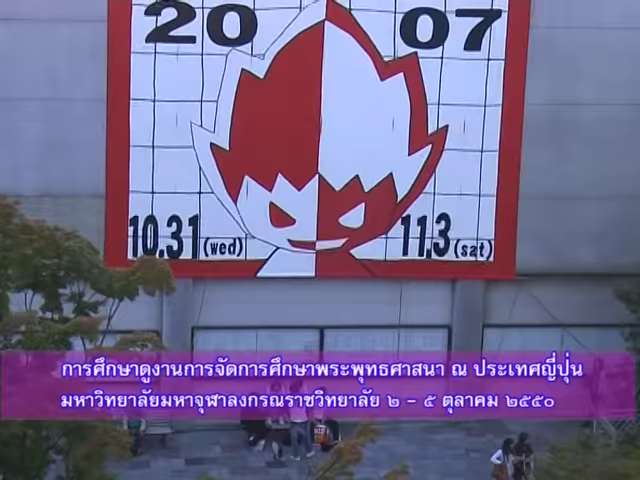 2007
10.31(wed) 11.3(sat)
การศึกษาดูงานการจัดการศึกษาพระพุทธศาสนา ณ ประเทศญี่ปุ่น
มหาวิทยาลัยมหาจุฬาลงกรณราชวิทยาลัย ๒ - ๕ ตุลาคม ๒๕๕๐